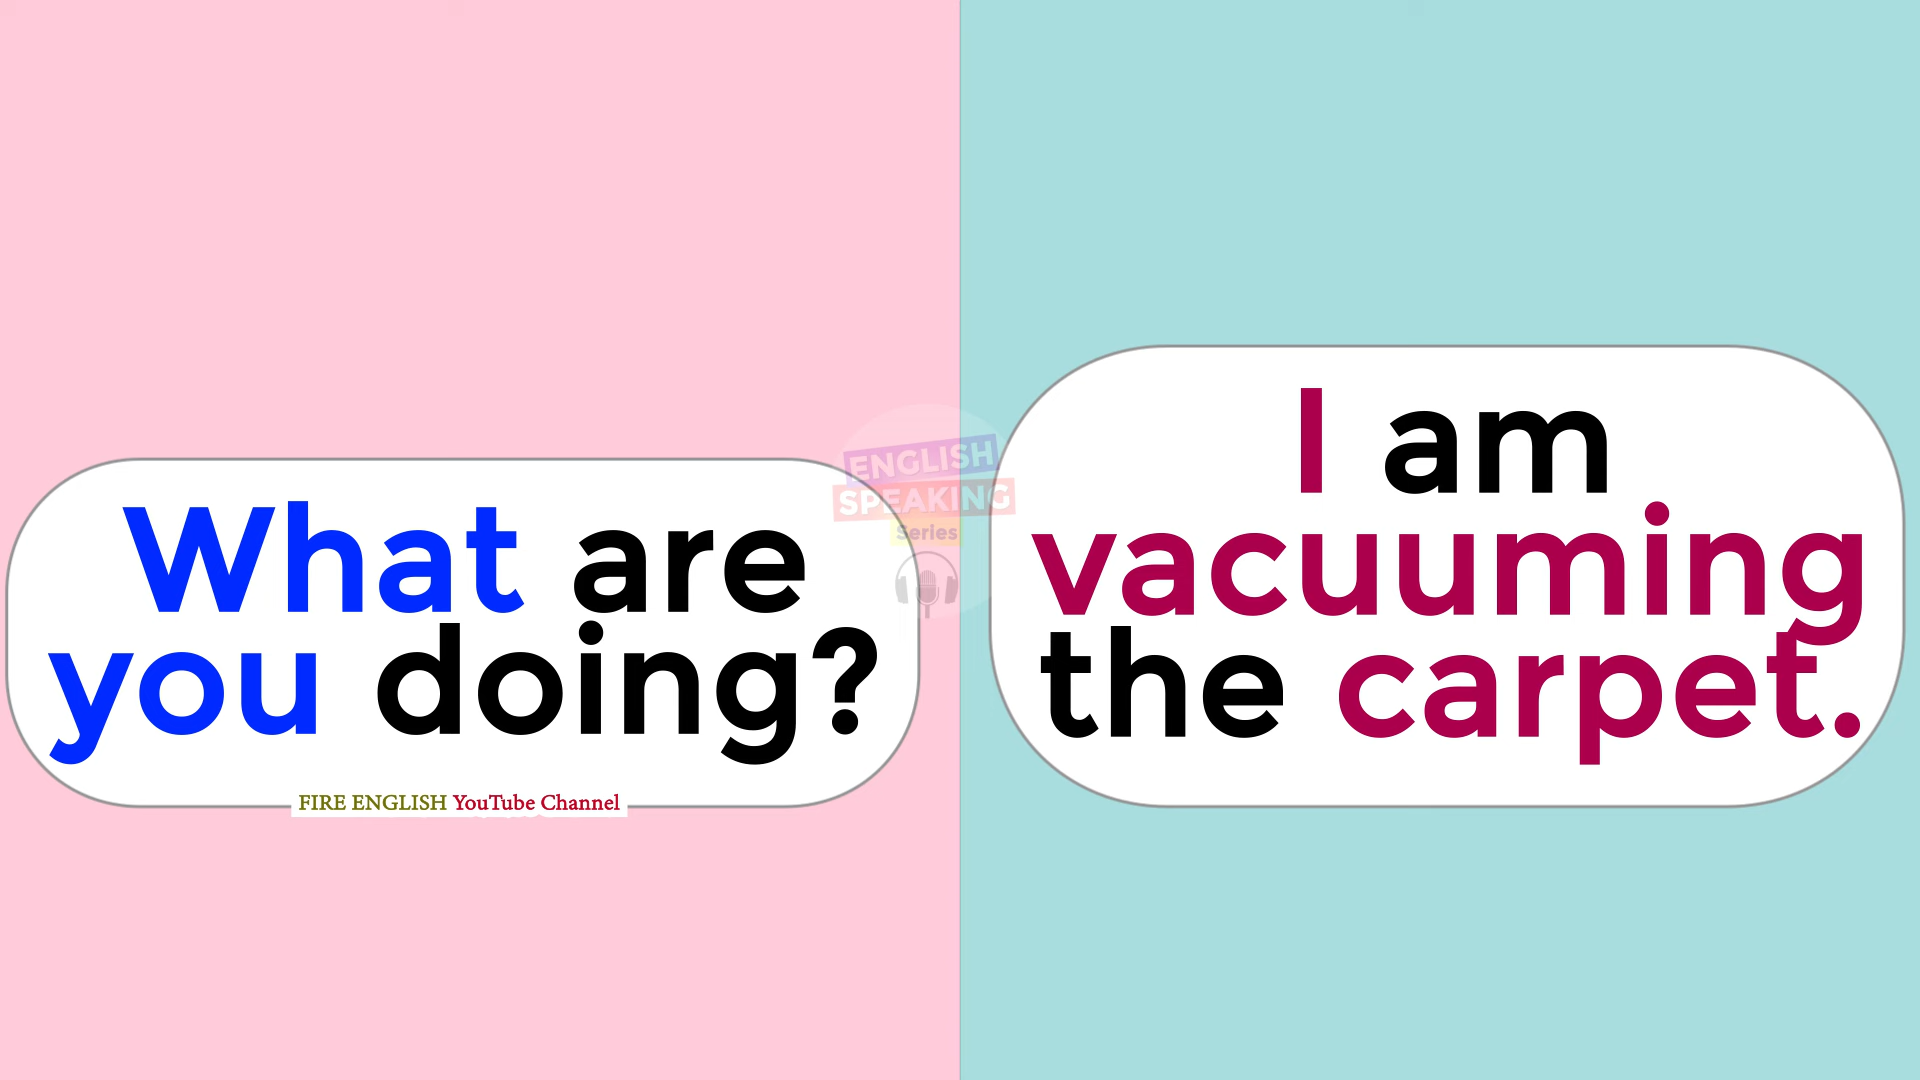 What are
you doing?
FIRE ENGLISH YouTube Channel
ENGLISH
SPEAKING
Series
I am
vacuuming
the carpet.